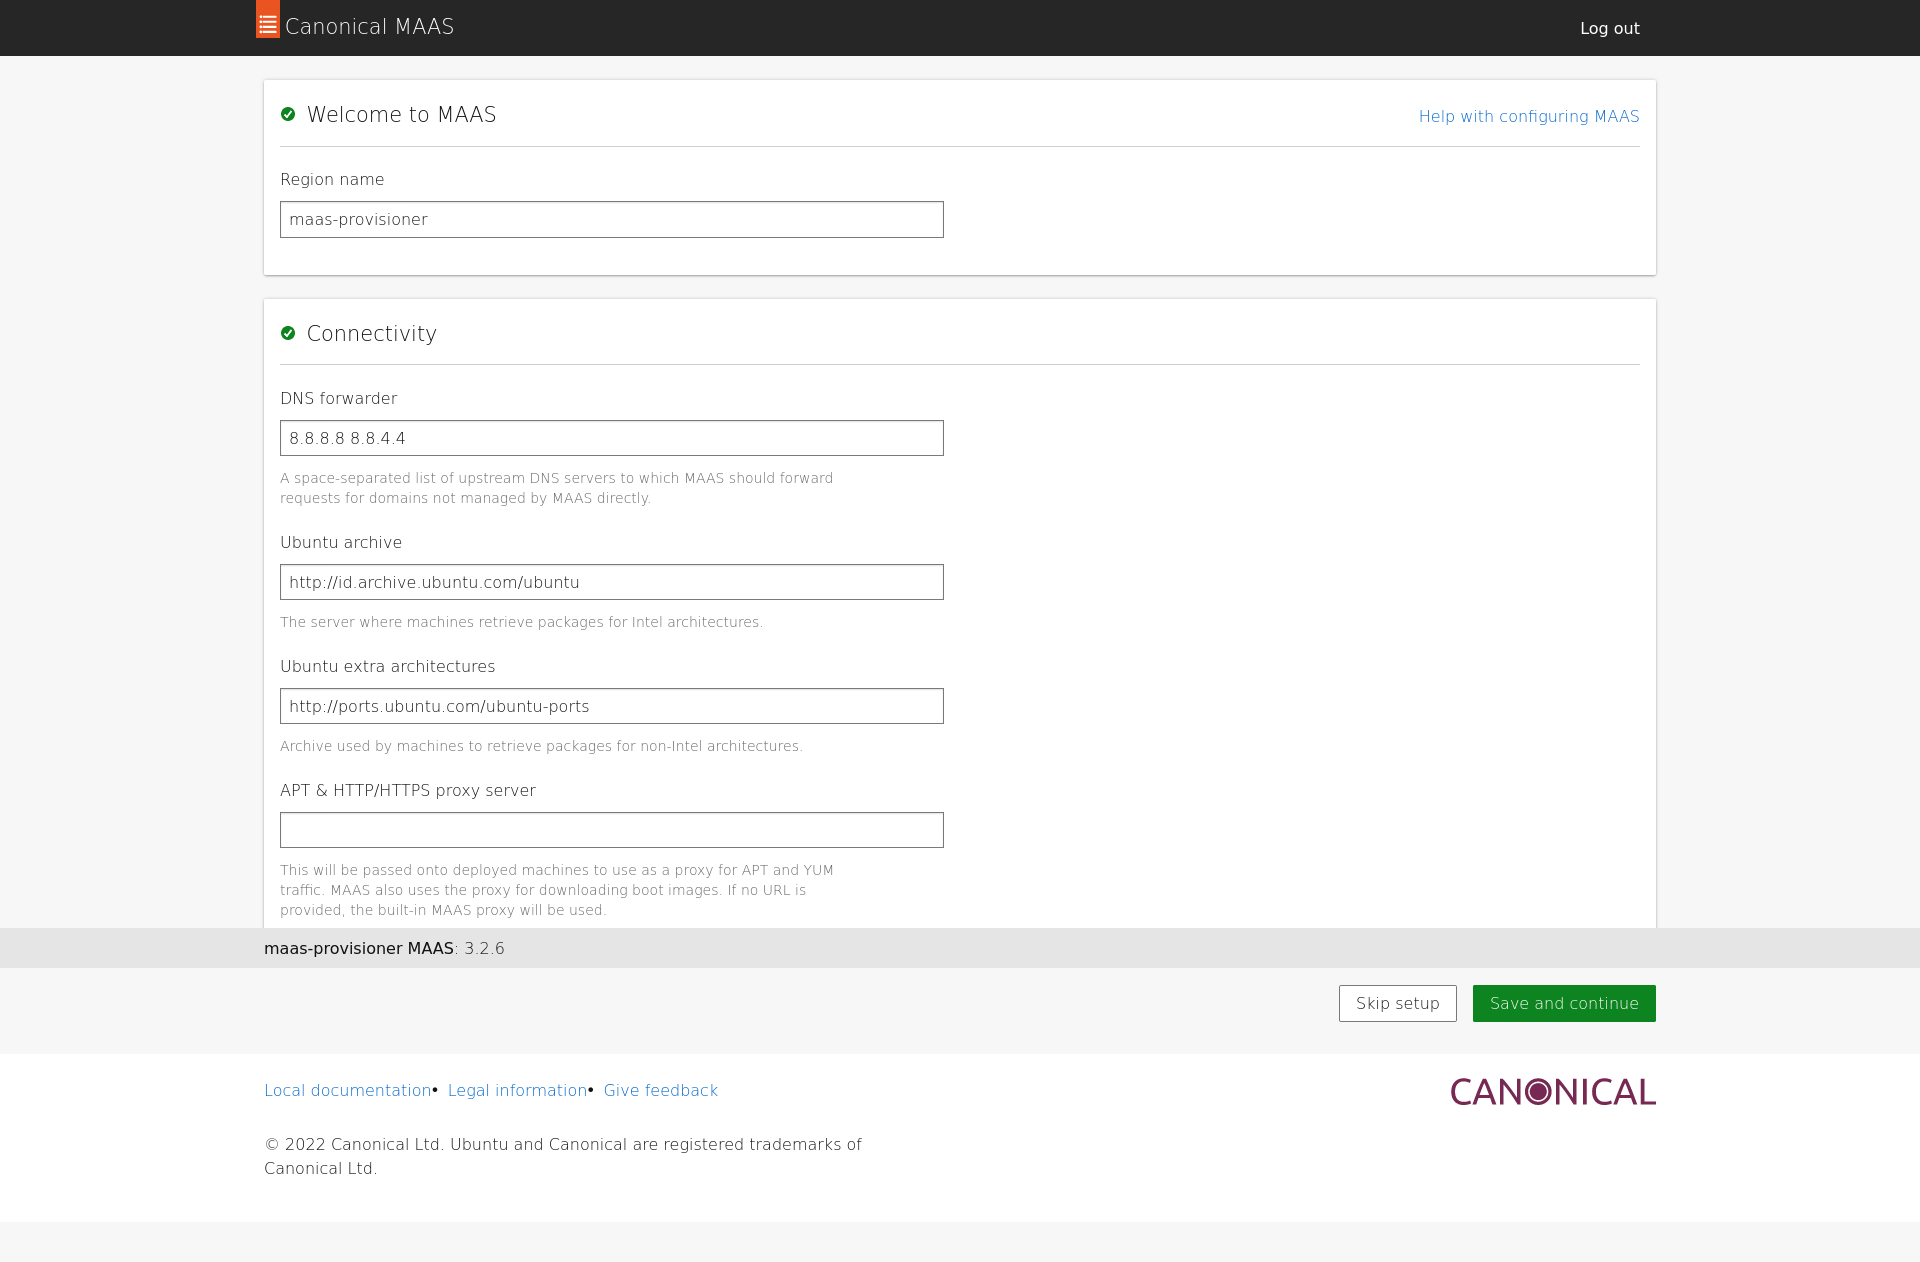 Canonical MAAS
Log out
Welcome to MAAS
Help with configuring MAAS
Region name
maas-provisioner
Connectivity
DNS forwarder
8.8.8.8 8.8.4.4
A space-separated list of upstream DNS servers to which MAAS should forward
requests for domains not managed by MAAS directly.
Ubuntu archive
http://id.archive.ubuntu.com/ubuntu
The server where machines retrieve packages for Intel architectures.
Ubuntu extra architectures
http://ports.ubuntu.com/ubuntu-ports
Archive used by machines to retrieve packages for non-Intel architectures.
APT & HTTP/HTTPS proxy server
This will be passed onto deployed machines to use as a proxy for APT and YUM
traffic. MAAS also uses the proxy for downloading boot images. If no URL is
provided, the built-in MAAS proxy will be used.
maas-provisioner MAAS: 3.2.6
Skip setup
Save and continue
Local documentation• Legal information• Give feedback
CANONICAL
© 2022 Canonical Ltd. Ubuntu and Canonical are registered trademarks of
Canonical Ltd.